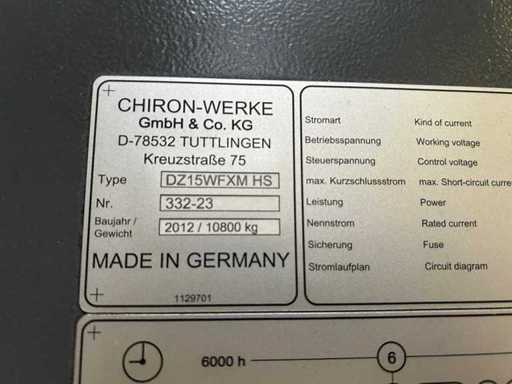 CHIRON-WERKE
GmbH & Co. KG
D-78532 TUTTLINGEN
Kreuzstraße 75
Type DZ15WFXM HS
Nr. 332-23
Baujahr / Gewicht 2012 / 10800 kg
MADE IN GERMANY
1129701
Stromart Kind of current
Betriebsspannung Working voltage
Steuerspannung Control voltage
max. Kurzschlussstrom max. Short-circuit current
Leistung Power
Nennstrom Rated current
Sicherung Fuse
Stromlaufplan Circuit diagram
6000 h 6